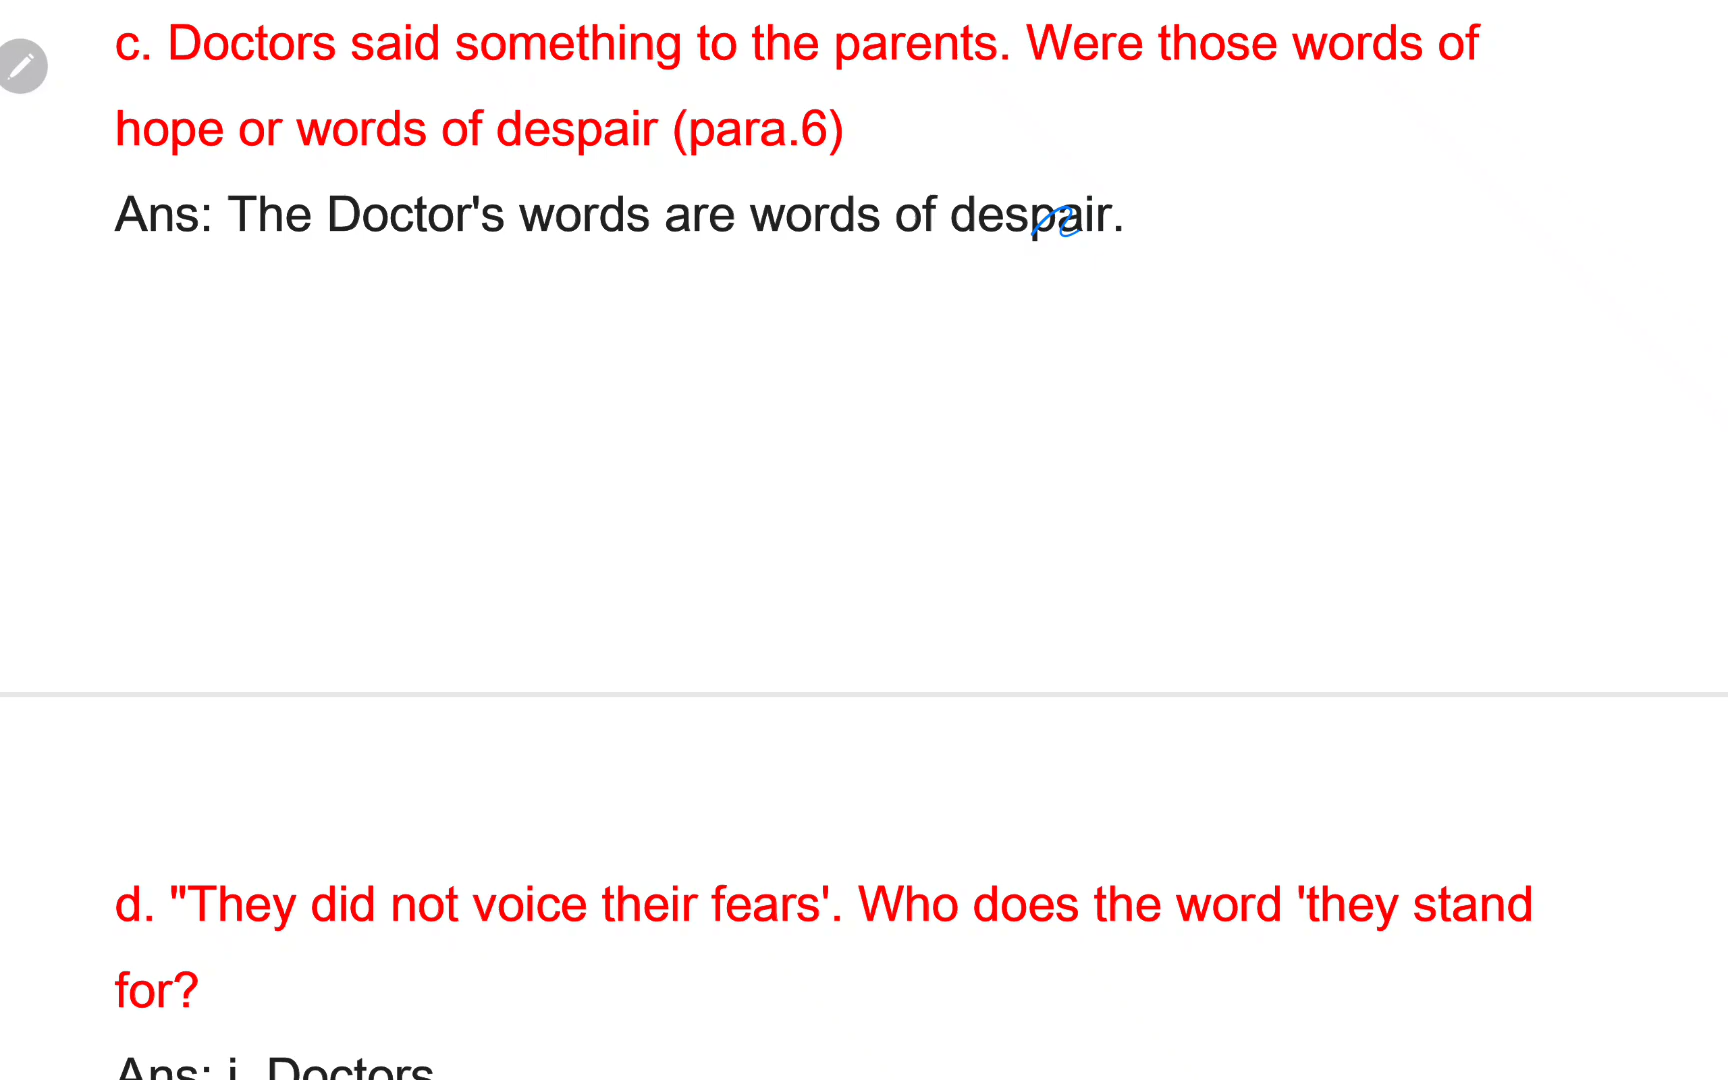 c. Doctors said something to the parents. Were those words of
hope or words of despair (para.6)
Ans: The Doctor's words are words of despair.
d. "They did not voice their fears'. Who does the word 'they stand
for?
Ans: i. Doctors